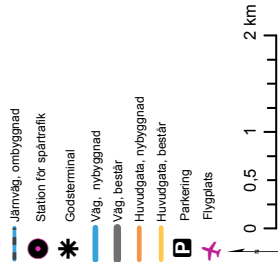 Järnväg, ombyggnad
Station för spårtrafik
Godsterminal
Väg, nybyggnad
Väg, består
Huvudgata, nybyggnad
Huvudgata, består
P Parkering
Flygplats
0 0,5 1 2 km